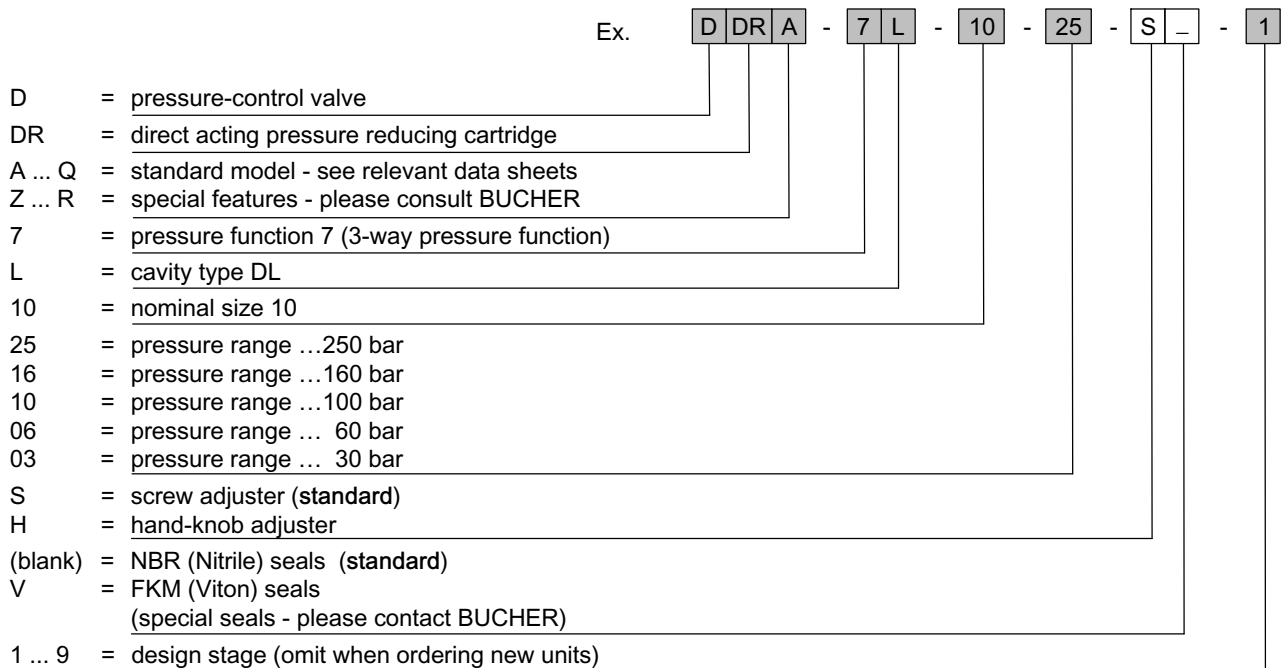 Ex. D DR A - 7 L - 10 - 25 - S _ - 1
D = pressure-control valve
DR = direct acting pressure reducing cartridge
A ... Q = standard model - see relevant data sheets
Z ... R = special features - please consult BUCHER
7 = pressure function 7 (3-way pressure function)
L = cavity type DL
10 = nominal size 10
25 = pressure range …250 bar
16 = pressure range …160 bar
10 = pressure range …100 bar
06 = pressure range … 60 bar
03 = pressure range … 30 bar
S = screw adjuster (standard)
H = hand-knob adjuster
(blank) = NBR (Nitrile) seals (standard)
V = FKM (Viton) seals
(special seals - please contact BUCHER)
1 ... 9 = design stage (omit when ordering new units)